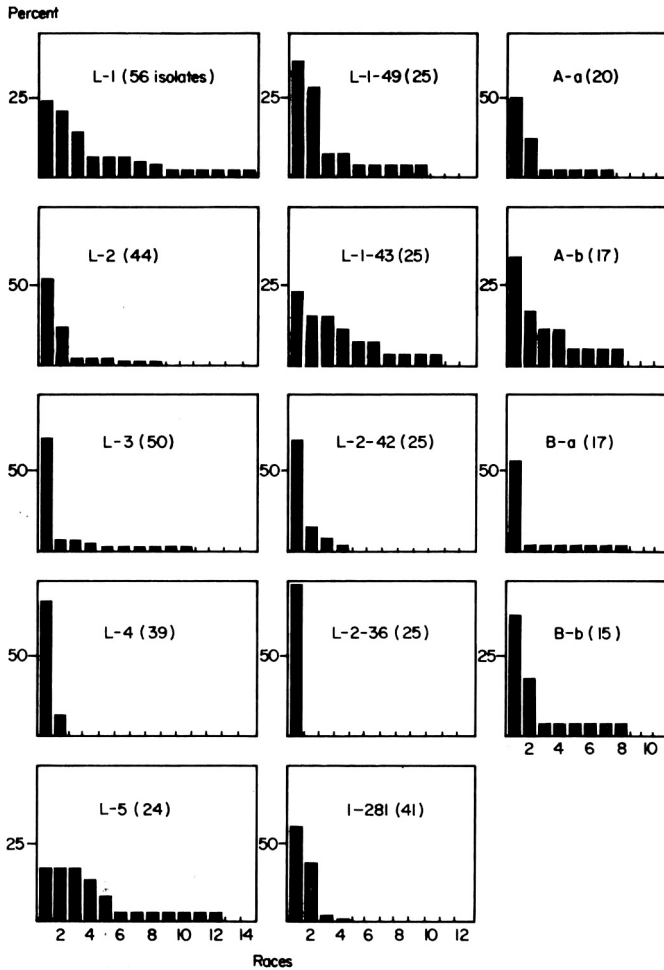 Percent
L-1 (56 isolates)
25
L-1-49 (25)
25
A-a (20)
50
L-2 (44)
50
L-1-43 (25)
25
A-b (17)
25
L-3 (50)
50
L-2-42 (25)
50
B-a (17)
50
L-4 (39)
50
L-2-36 (25)
50
B-b (15)
25
2 4 6 8 10
L-5 (24)
25
1-281 (41)
50
2 4 6 8 10 12 14
2 4 6 8 10 12
Races